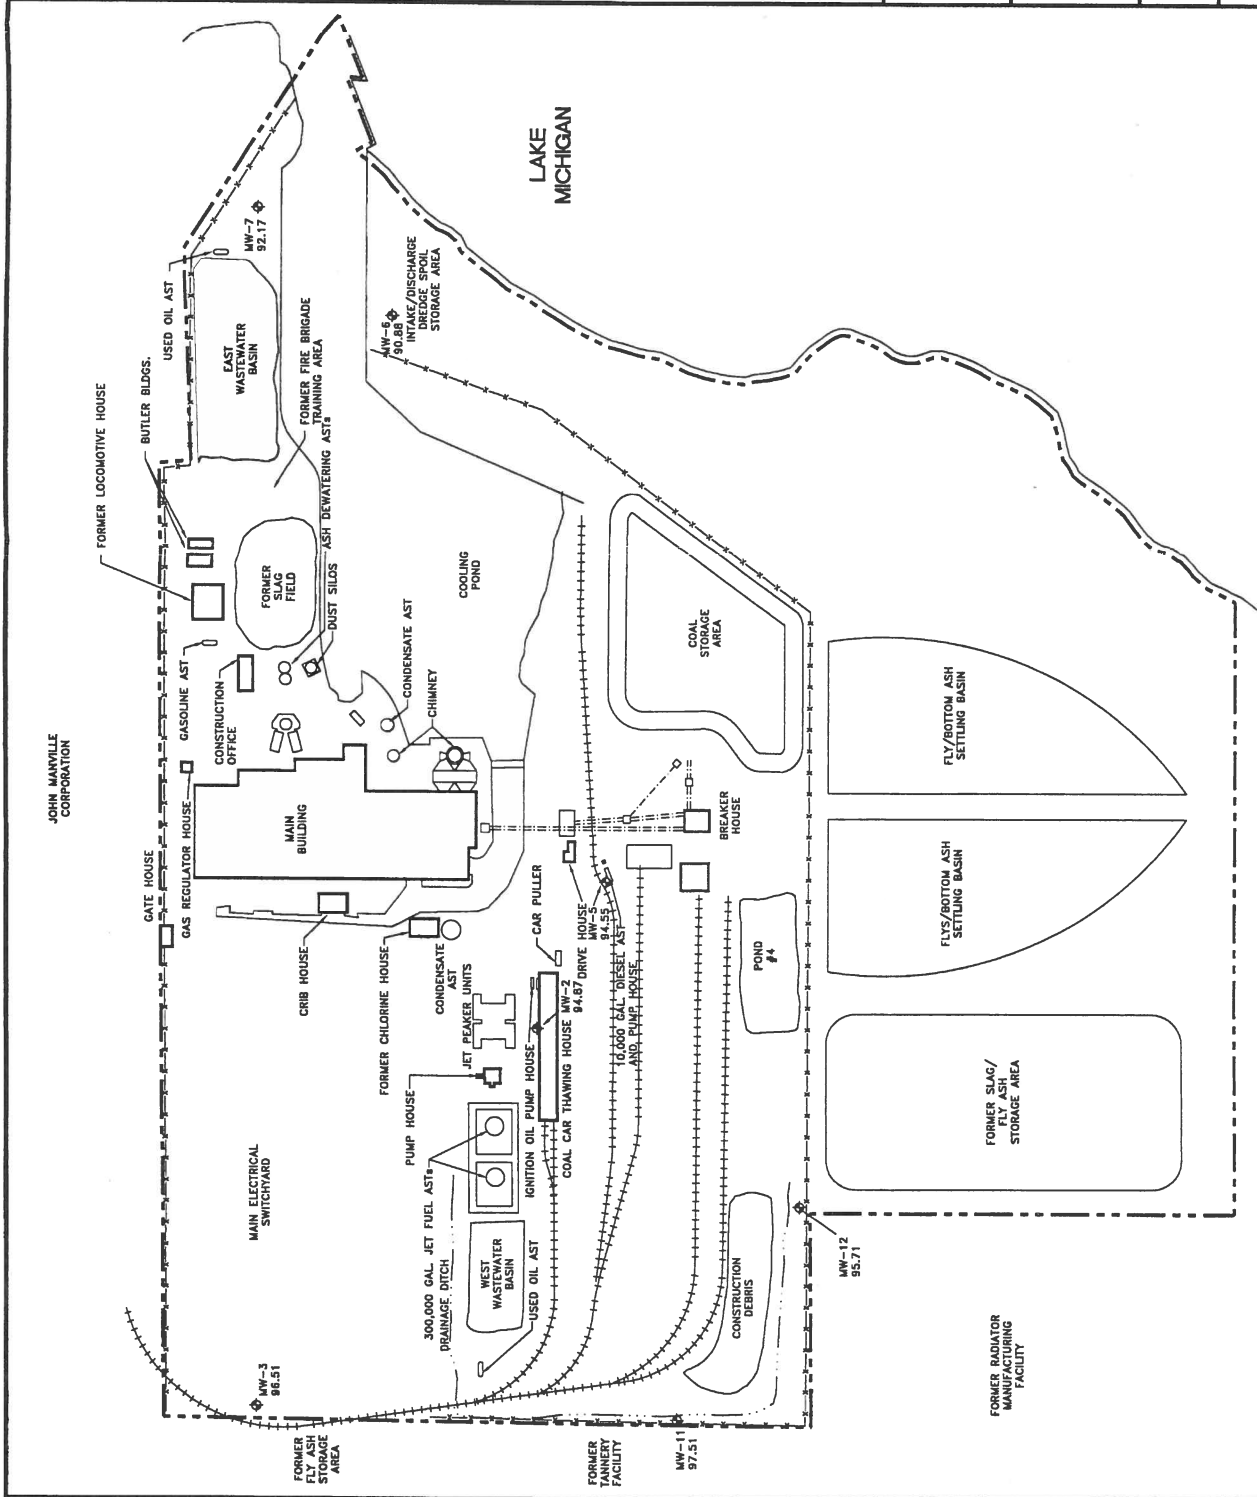 LAKE
MICHIGAN
JOHN MANVILLE
CORPORATION
FORMER LOCOMOTIVE HOUSE
BUTLER BLDGS.
USED OIL AST
MW-7
92.17
EAST
WASTEWATER
BASIN
FORMER FIRE BRIGADE
TRAINING AREA
MW-6
90.88
INTAKE/DISCHARGE
DREDGE SPOIL
STORAGE AREA
ASH DEWATERING ASTs
FORMER
SLAG
FIELD
DUST SILOS
GASOLINE AST
CONSTRUCTION
OFFICE
COOLING
POND
CONDENSATE AST
CHIMNEY
COAL
STORAGE
AREA
FLY/BOTTOM ASH
SETTLING BASIN
GATE HOUSE
GAS REGULATOR HOUSE
MAIN
BUILDING
BREAKER
HOUSE
CRIB HOUSE
FORMER CHLORINE HOUSE
CONDENSATE
AST
CAR PULLER
DRIVE HOUSE
MW-5
94.55
10,000 GAL. DIESEL AST
AND PUMP HOUSE
POND
#4
FLYS/BOTTOM ASH
SETTLING BASIN
JET PEAKER UNITS
MW-2
94.87
PUMP HOUSE
IGNITION OIL PUMP HOUSE
COAL CAR THAWING HOUSE
FORMER SLAG/
FLY ASH
STORAGE AREA
MAIN ELECTRICAL
SWITCHYARD
300,000 GAL. JET FUEL ASTs
DRAINAGE DITCH
WEST
WASTEWATER
BASIN
USED OIL AST
CONSTRUCTION
DEBRIS
MW-12
95.71
MW-3
96.51
FORMER
FLY ASH
STORAGE
AREA
FORMER
TANNERY
FACILITY
MW-11
97.51
FORMER RADIATOR
MANUFACTURING
FACILITY